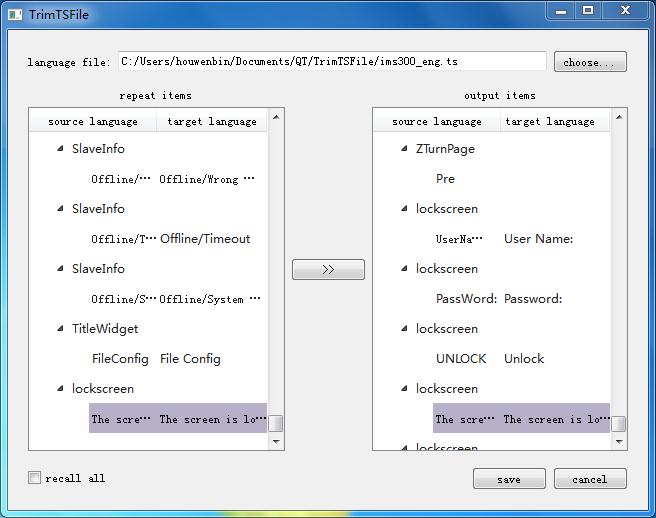 TrimTSFile
language file: C:/Users/houwenbin/Documents/QT/TrimTSFile/ims300_eng.ts choose...
repeat items
source language target language
SlaveInfo
Offline/··· Offline/Wrong ···
SlaveInfo
Offline/T··· Offline/Timeout
SlaveInfo
Offline/S··· Offline/System ···
TitleWidget
FileConfig File Config
lockscreen
The scre··· The screen is lo···
recall all
>>
output items
source language target language
ZTurnPage
Pre
lockscreen
UserNa··· User Name:
lockscreen
PassWord: Password:
lockscreen
UNLOCK Unlock
lockscreen
The scre··· The screen is lo···
lockscreen
save cancel